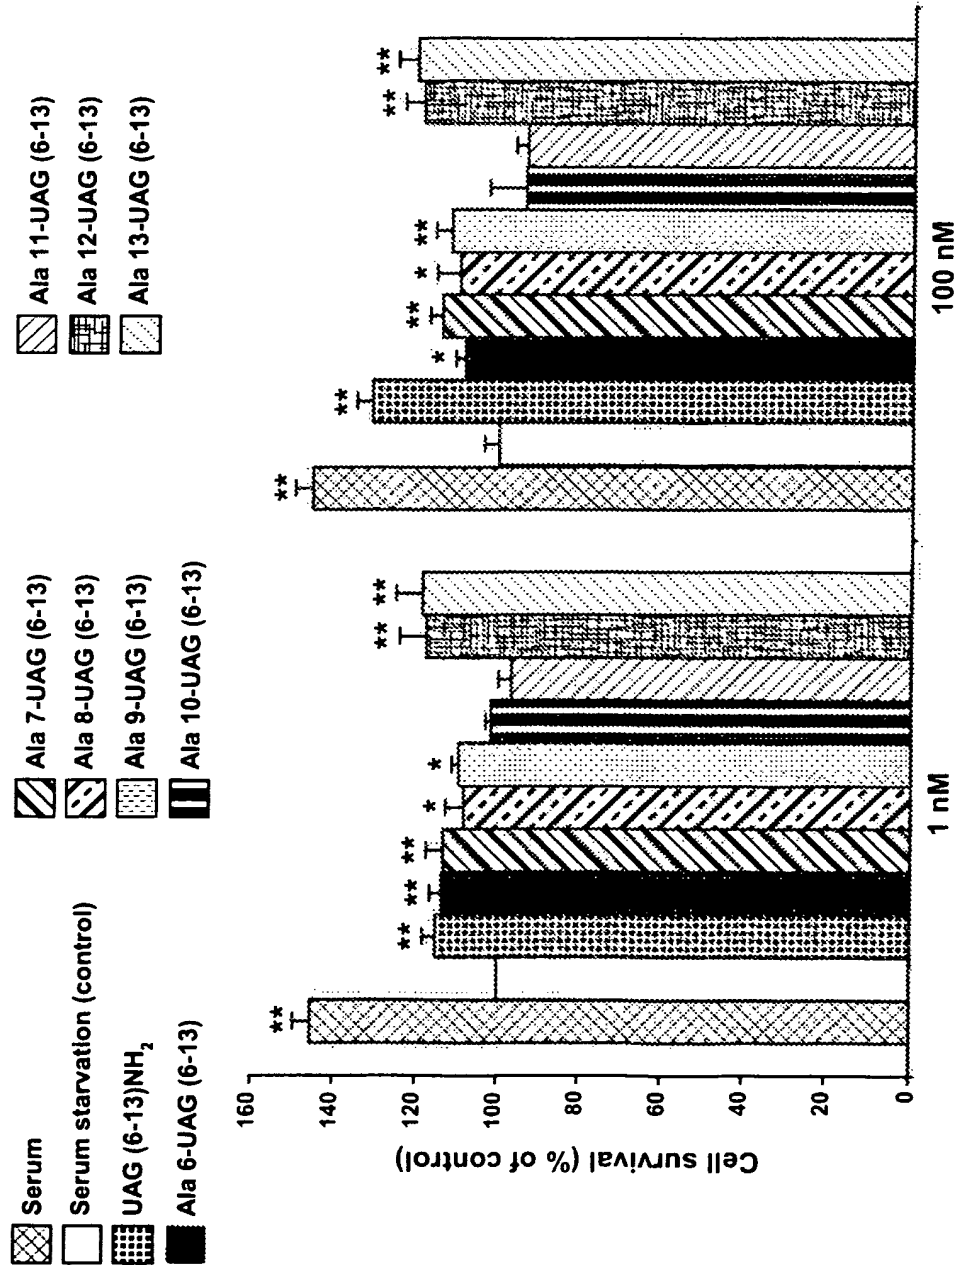 Serum
Serum starvation (control)
UAG (6-13)NH2
Ala 6-UAG (6-13)
Ala 7-UAG (6-13)
Ala 8-UAG (6-13)
Ala 9-UAG (6-13)
Ala 10-UAG (6-13)
Ala 11-UAG (6-13)
Ala 12-UAG (6-13)
Ala 13-UAG (6-13)
Cell survival (% of control)
160
140
120
100
80
60
40
20
0
** ** ** ** * * ** **
** ** * ** * ** ** **
1 nM
100 nM